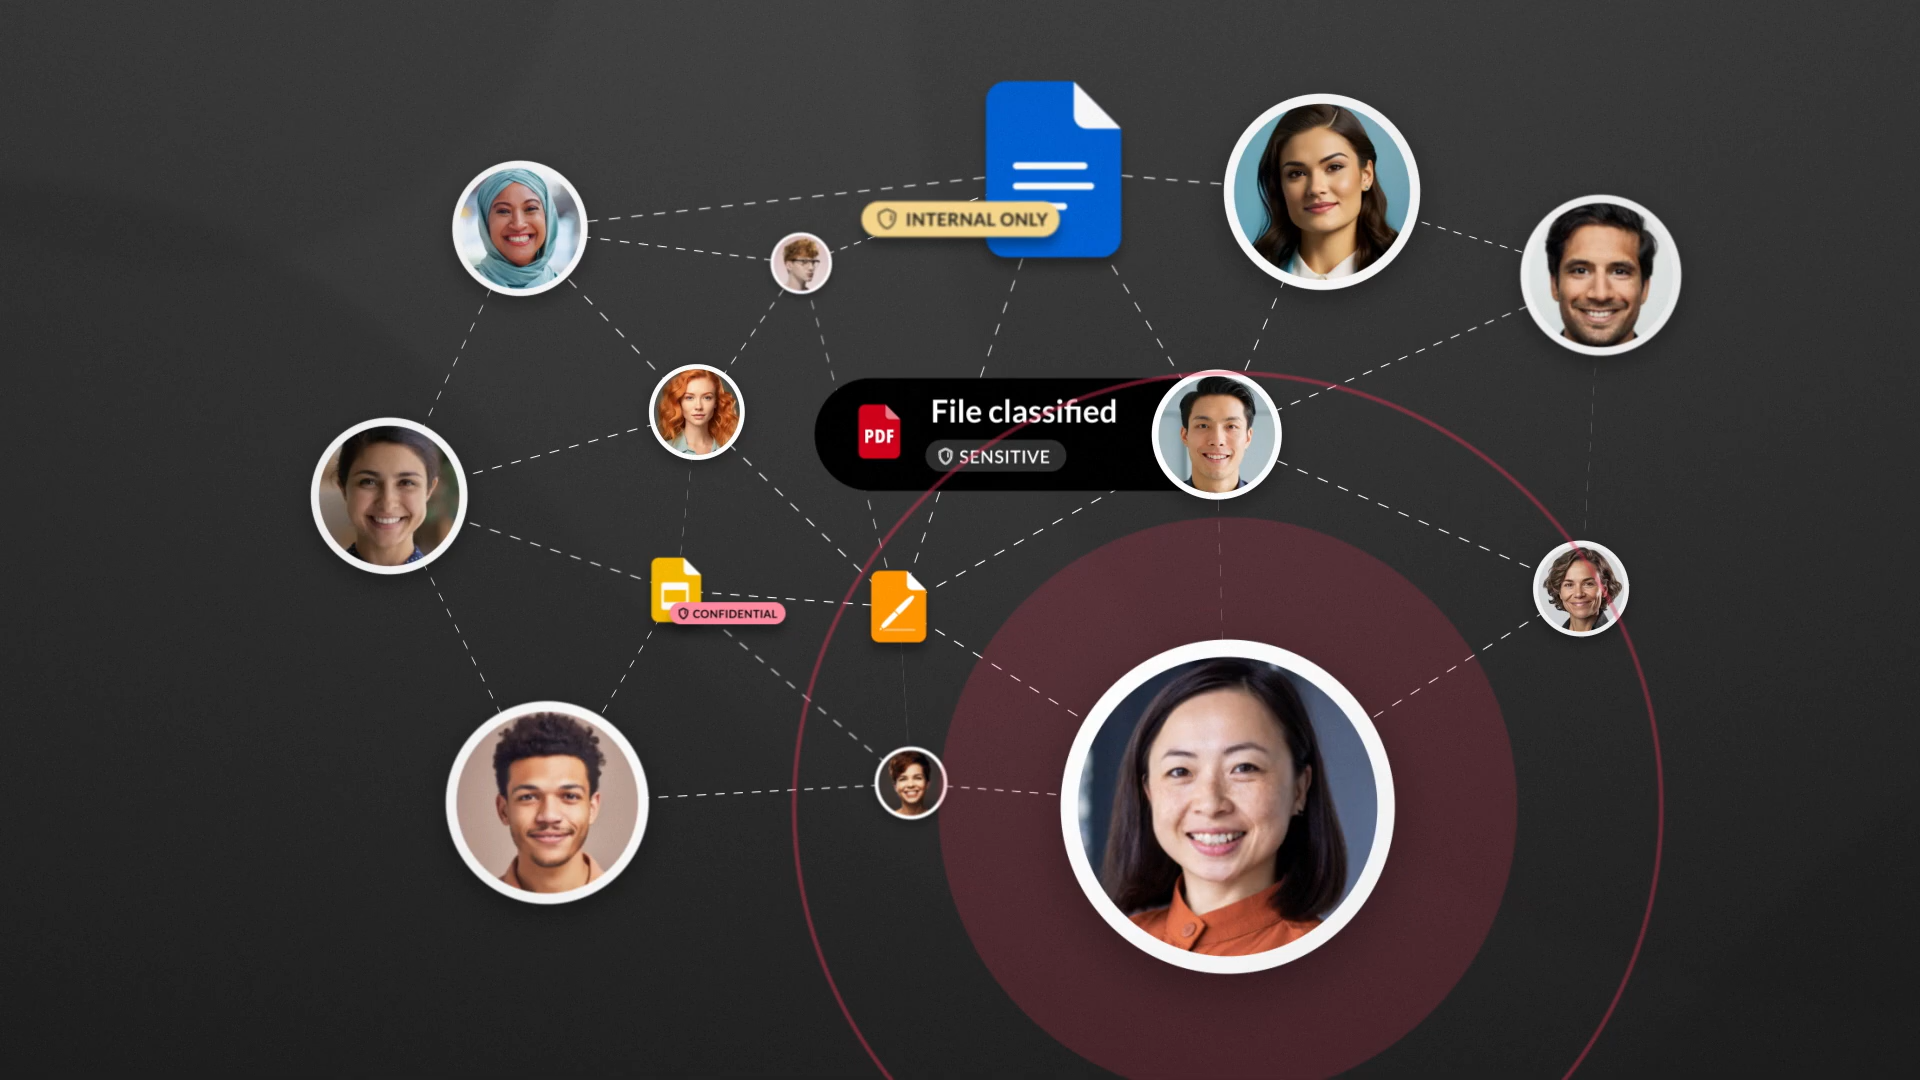 INTERNAL ONLY
PDF
File classified
SENSITIVE
CONFIDENTIAL